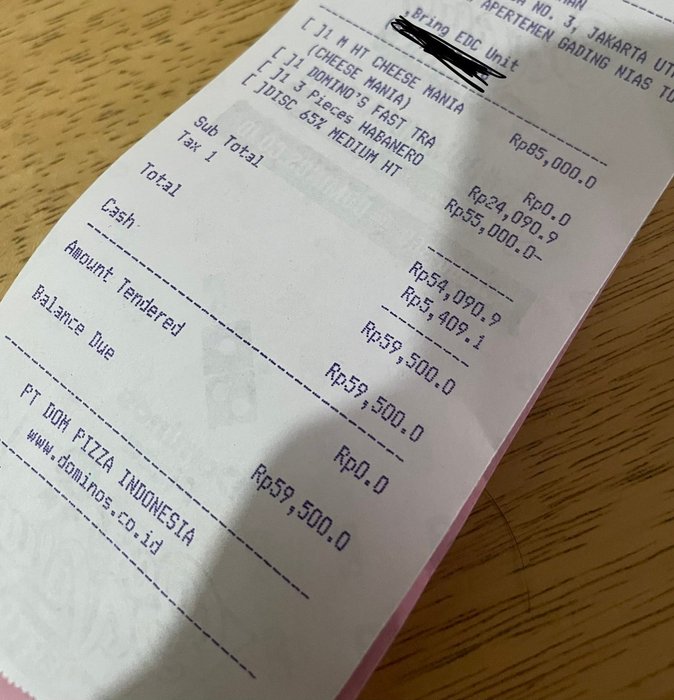 NO. 3, JAKARTA UT
APERTEMEN GADING NIAS TO
,Bring EDC Unit
[ ]1 M HT CHEESE MANIA Rp85,000.0
(CHEESE MANIA)
[ ]1 DOMINO'S FAST TRA Rp0.0
[ ]1 3 Pieces HABANERO Rp24,090.9
[ ]DISC 65% MEDIUM HT Rp55,000.0-
Sub Total Rp54,090.9
Tax 1 Rp5,409.1
Total Rp59,500.0
Cash Rp59,500.0
Amount Tendered Rp0.0
Balance Due Rp59,500.0
PT DOM PIZZA INDONESIA
www.dominos.co.id